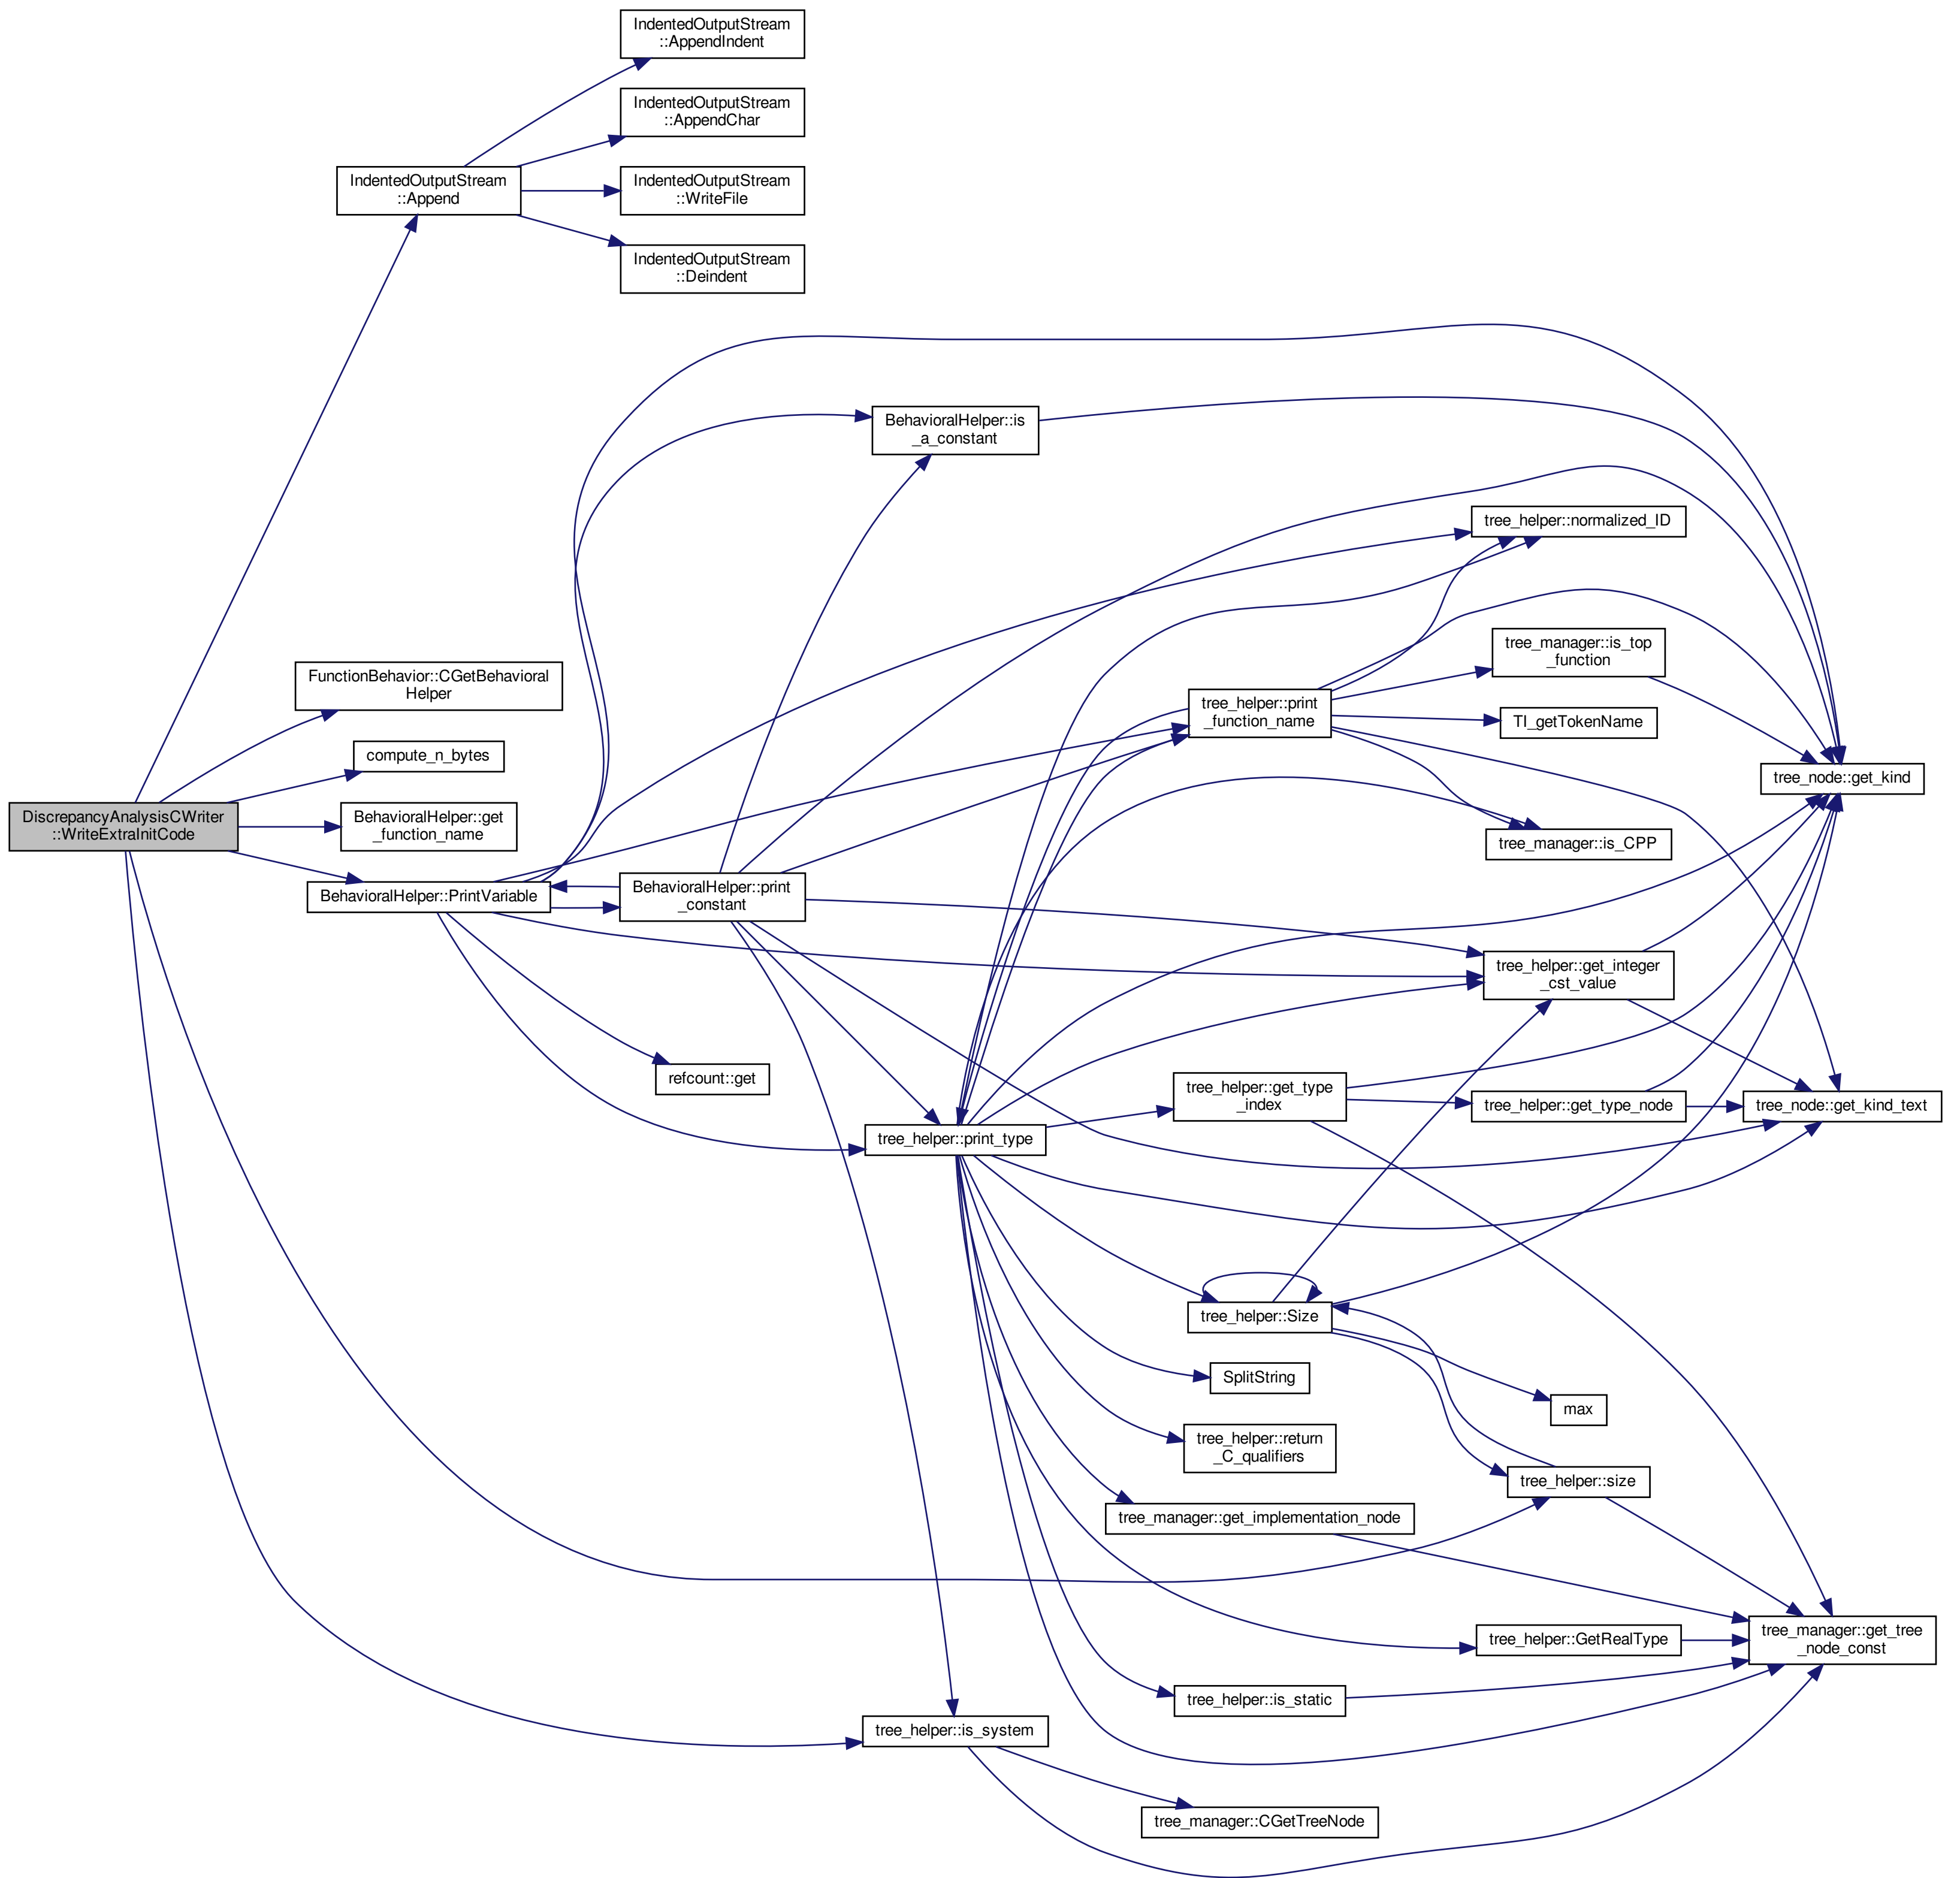 IndentedOutputStream
::AppendIndent
IndentedOutputStream
::AppendChar
IndentedOutputStream
::Append
IndentedOutputStream
::WriteFile
IndentedOutputStream
::Deindent
BehavioralHelper::is
_a_constant
tree_helper::normalized_ID
tree_manager::is_top
_function
FunctionBehavior::CGetBehavioral
Helper
tree_helper::print
_function_name
TI_getTokenName
compute_n_bytes
tree_node::get_kind
DiscrepancyAnalysisCWriter
::WriteExtraInitCode
BehavioralHelper::get
_function_name
tree_manager::is_CPP
BehavioralHelper::PrintVariable
BehavioralHelper::print
_constant
tree_helper::get_integer
_cst_value
refcount::get
tree_helper::get_type
_index
tree_helper::get_type_node
tree_node::get_kind_text
tree_helper::print_type
tree_helper::Size
SplitString
max
tree_helper::return
_C_qualifiers
tree_helper::size
tree_manager::get_implementation_node
tree_helper::GetRealType
tree_manager::get_tree
_node_const
tree_helper::is_static
tree_helper::is_system
tree_manager::CGetTreeNode